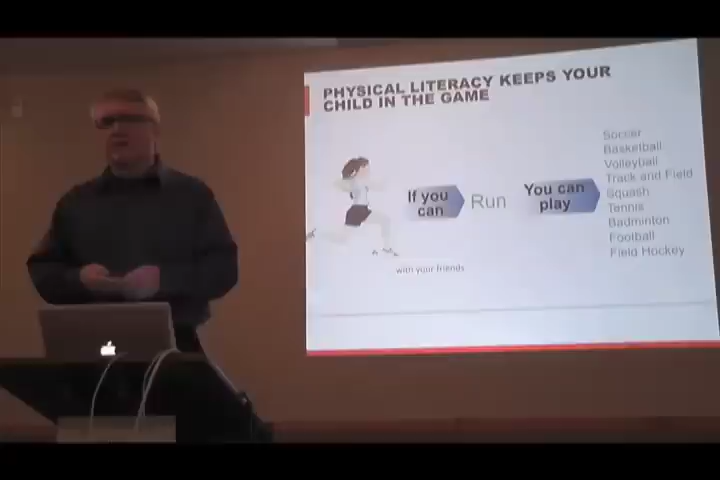 PHYSICAL LITERACY KEEPS YOUR
CHILD IN THE GAME
If you
can
Run
You can
play
Soccer
Basketball
Volleyball
Track and Field
Squash
Tennis
Badminton
Football
Field Hockey
with your friends